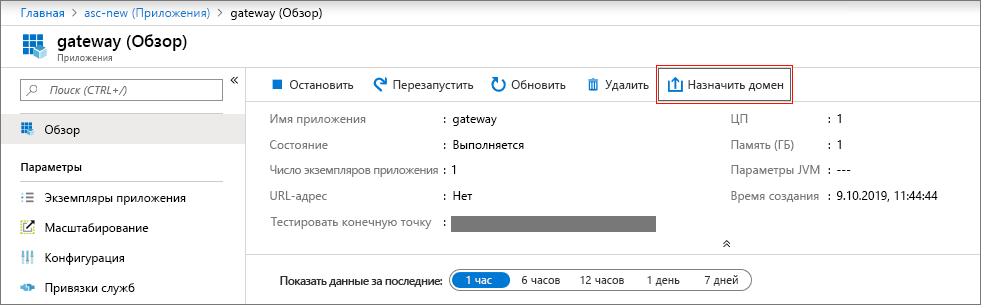 Главная > asc-new (Приложения) > gateway (Обзор)
gateway (Обзор)
Приложения
Поиск (CTRL+/)
«
Обзор
Параметры
Экземпляры приложения
Масштабирование
Конфигурация
Привязки служб
Остановить Перезапустить Обновить Удалить Назначить домен
Имя приложения : gateway ЦП : 1
Состояние : Выполняется Память (ГБ) : 1
Число экземпляров приложения : 1 Параметры JVM : ---
URL-адрес : Нет Время создания : 9.10.2019, 11:44:44
Тестировать конечную точку :
Показать данные за последние: 1 час 6 часов 12 часов 1 день 7 дней